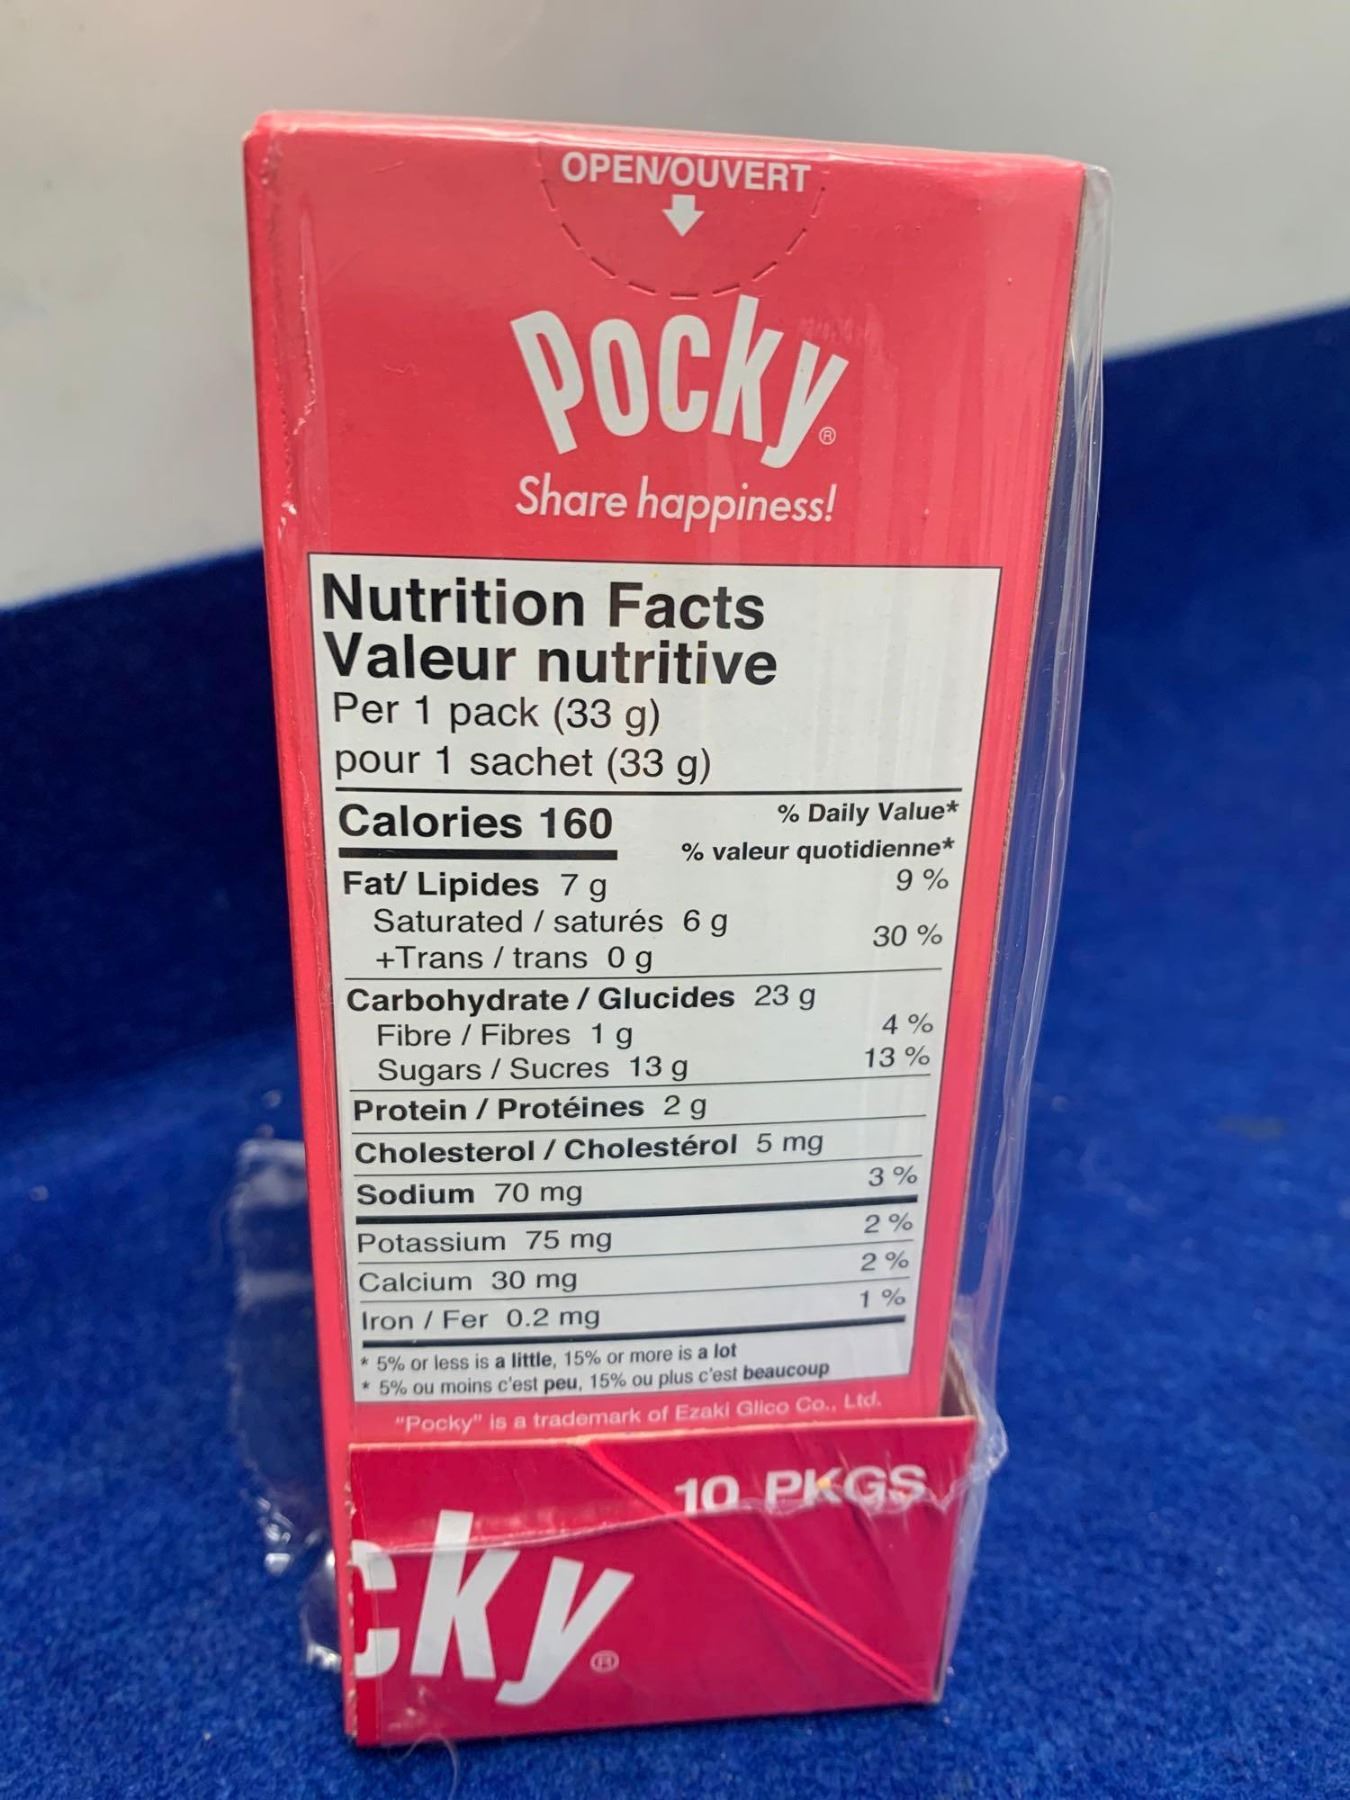 OPEN/OUVERT
Pocky®
Share happiness!
Nutrition Facts
Valeur nutritive
Per 1 pack (33 g)
pour 1 sachet (33 g)
Calories 160
% Daily Value*
% valeur quotidienne*
Fat/ Lipides 7 g 9 %
Saturated / saturés 6 g
+Trans / trans 0 g 30 %
Carbohydrate / Glucides 23 g
Fibre / Fibres 1 g 4 %
Sugars / Sucres 13 g 13 %
Protein / Protéines 2 g
Cholesterol / Cholestérol 5 mg
Sodium 70 mg 3 %
Potassium 75 mg 2 %
Calcium 30 mg 2 %
Iron / Fer 0.2 mg 1 %
* 5% or less is a little, 15% or more is a lot
* 5% ou moins c'est peu, 15% ou plus c'est beaucoup
"Pocky" is a trademark of Ezaki Glico Co., Ltd.
10 PKGS
cky®